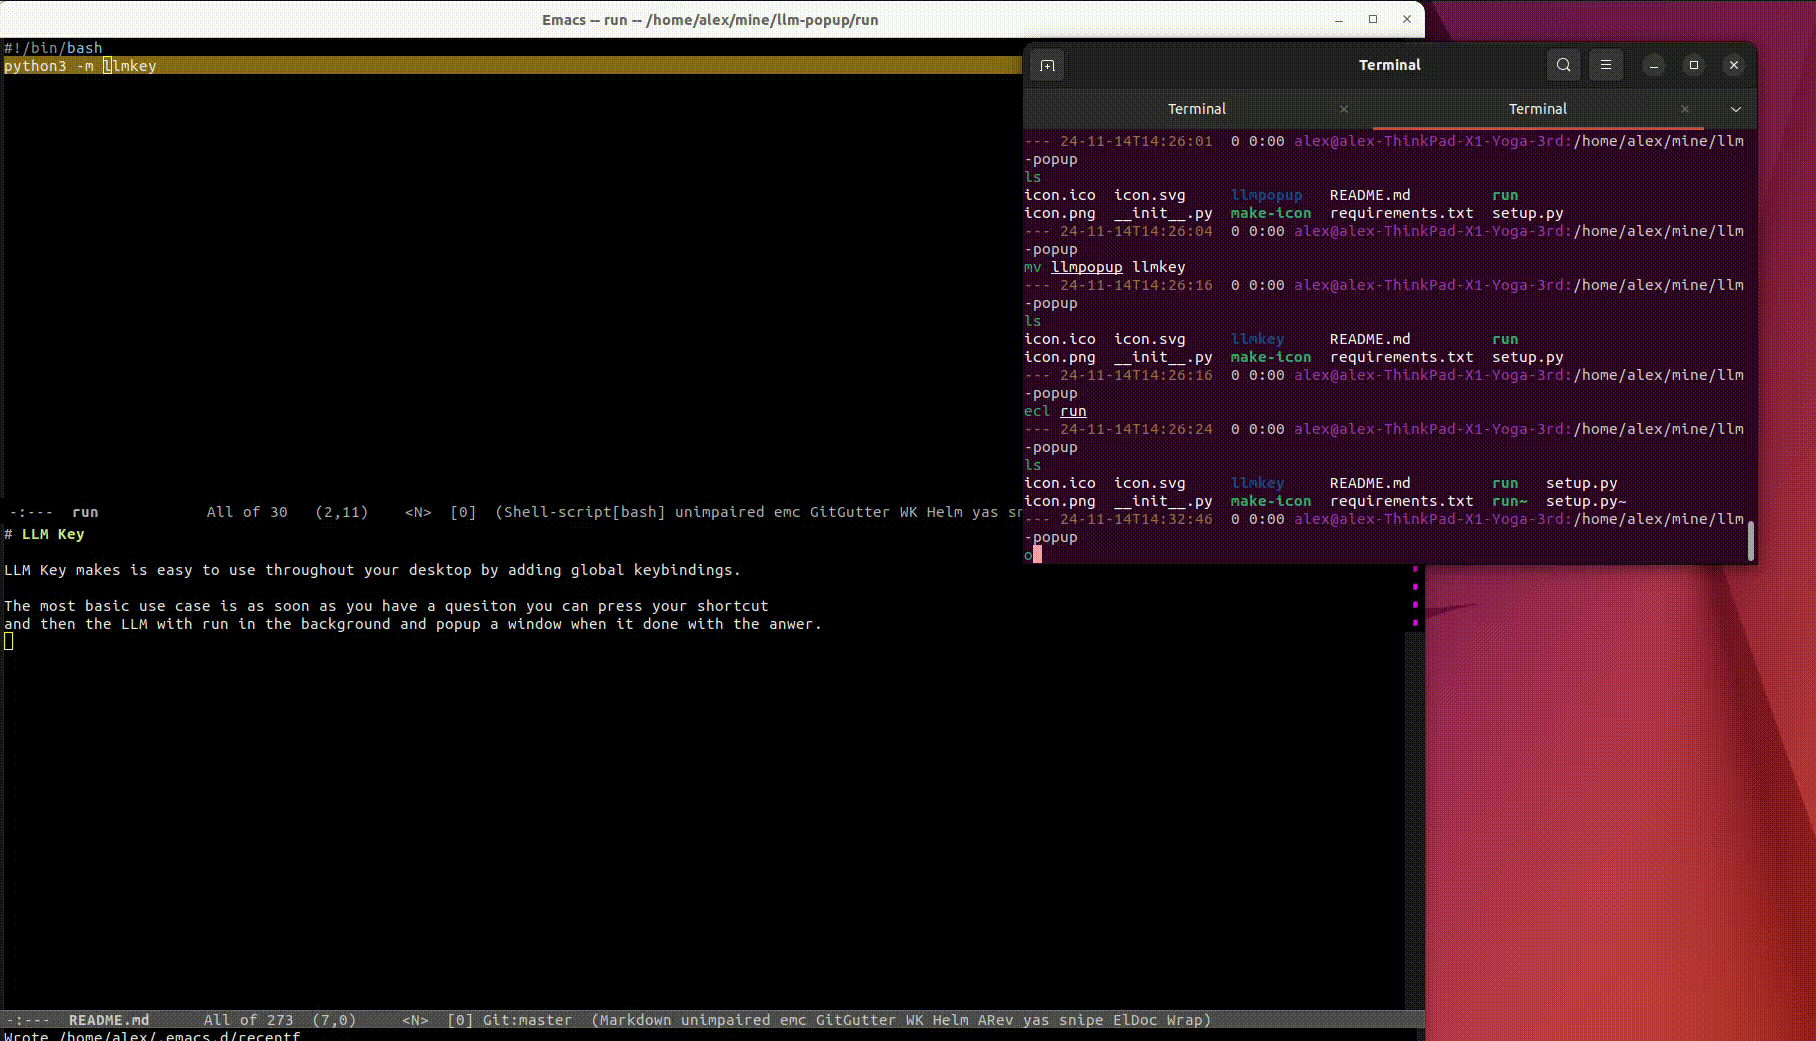 Emacs -- run -- /home/alex/mine/llm-popup/run
#!/bin/bash
python3 -m llmkey
-:--- run All of 30 (2,11) <N> [0] (Shell-script[bash] unimpaired emc GitGutter WK Helm yas sn
# LLM Key
LLM Key makes is easy to use throughout your desktop by adding global keybindings.
The most basic use case is as soon as you have a quesiton you can press your shortcut
and then the LLM with run in the background and popup a window when it done with the anwer.
-:--- README.md All of 273 (7,0) <N> [0] Git:master (Markdown unimpaired emc GitGutter WK Helm ARev yas snipe ElDoc Wrap)
Wrote /home/alex/.emacs.d/recentf
Terminal
Terminal Terminal
--- 24-11-14T14:26:01 0 0:00 alex@alex-ThinkPad-X1-Yoga-3rd:/home/alex/mine/llm
-popup
ls
icon.ico icon.svg llmpopup README.md run
icon.png __init__.py make-icon requirements.txt setup.py
--- 24-11-14T14:26:04 0 0:00 alex@alex-ThinkPad-X1-Yoga-3rd:/home/alex/mine/llm
-popup
mv llmpopup llmkey
--- 24-11-14T14:26:16 0 0:00 alex@alex-ThinkPad-X1-Yoga-3rd:/home/alex/mine/llm
-popup
ls
icon.ico icon.svg llmkey README.md run
icon.png __init__.py make-icon requirements.txt setup.py
--- 24-11-14T14:26:16 0 0:00 alex@alex-ThinkPad-X1-Yoga-3rd:/home/alex/mine/llm
-popup
ecl run
--- 24-11-14T14:26:24 0 0:00 alex@alex-ThinkPad-X1-Yoga-3rd:/home/alex/mine/llm
-popup
ls
icon.ico icon.svg llmkey README.md run setup.py
icon.png __init__.py make-icon requirements.txt run~ setup.py~
--- 24-11-14T14:32:46 0 0:00 alex@alex-ThinkPad-X1-Yoga-3rd:/home/alex/mine/llm
-popup
o